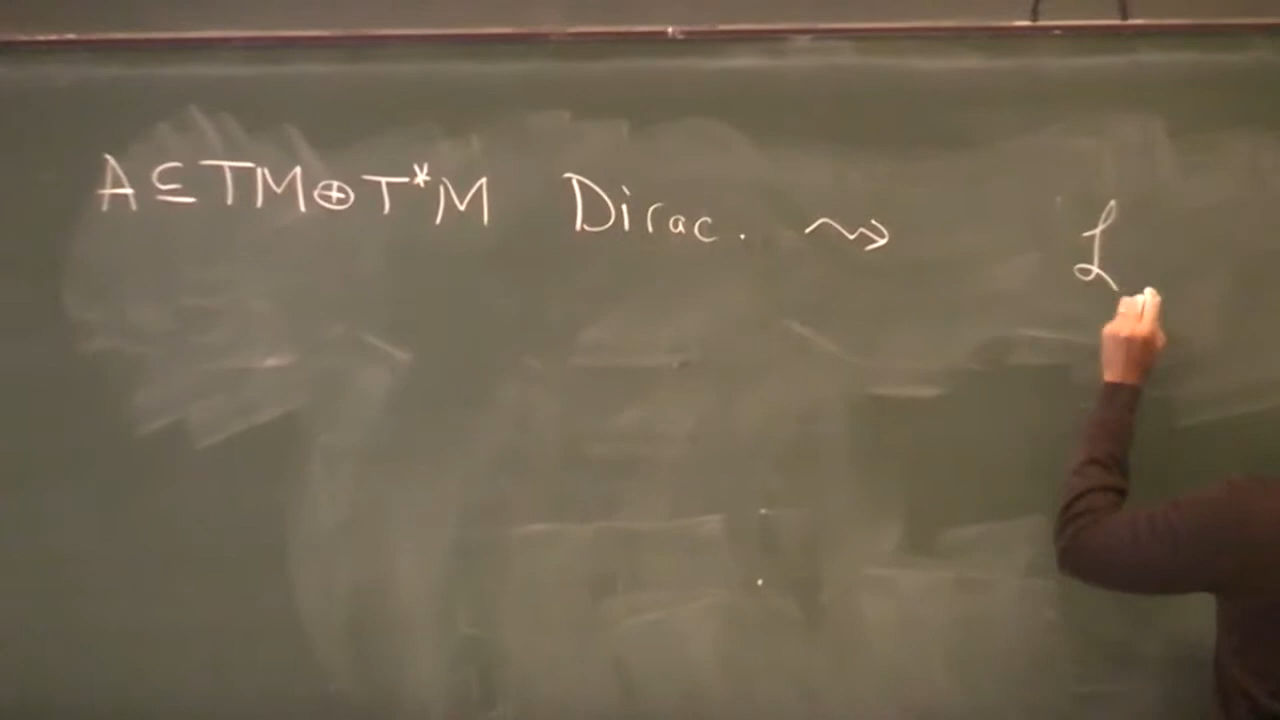 A ⊆ TM ⊕ T*M Dirac. ⇝ ℒ